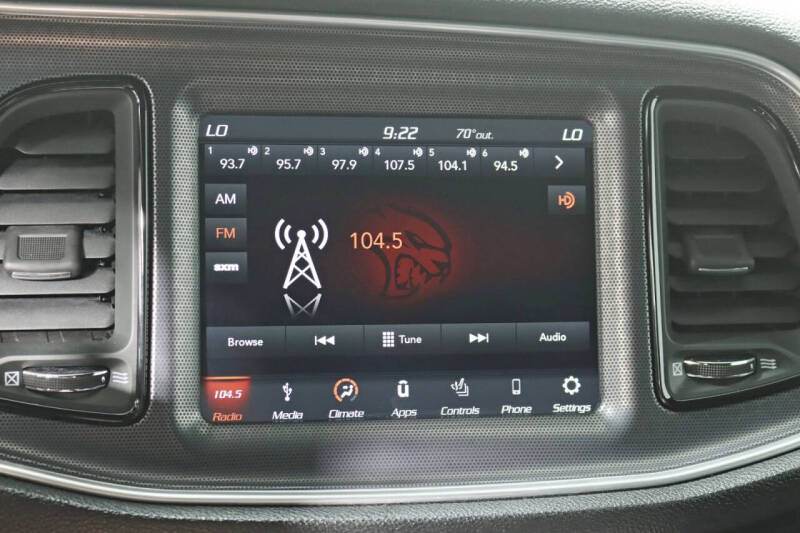 LO 9:22 70°out. LO
1 93.7 2 95.7 3 97.9 4 107.5 5 104.1 6 94.5
AM
HD
FM 104.5
sxm
Browse Tune Audio
104.5
Radio Media Climate Apps Controls Phone Settings